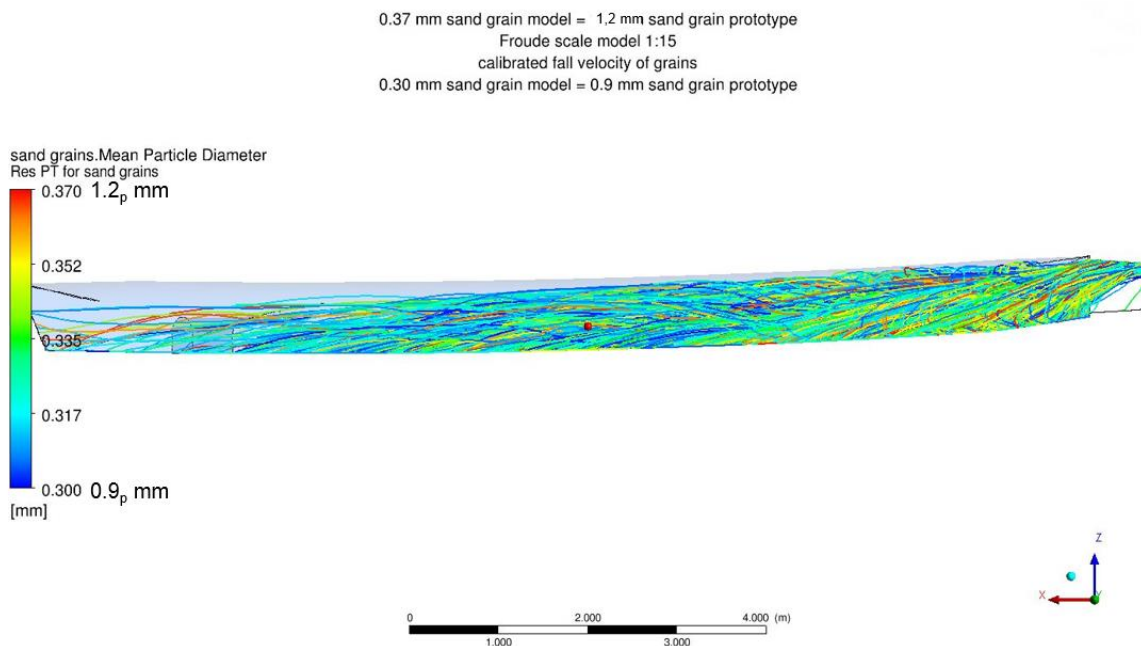 0.37 mm sand grain model = 1,2 mm sand grain prototype
Froude scale model 1:15
calibrated fall velocity of grains
0.30 mm sand grain model = 0.9 mm sand grain prototype
sand grains.Mean Particle Diameter
Res PT for sand grains
0.370 1.2p mm
0.352
0.335
0.317
0.300 0.9p mm
[mm]
Z
X
Y
0 2.000 4.000 (m)
1.000 3.000